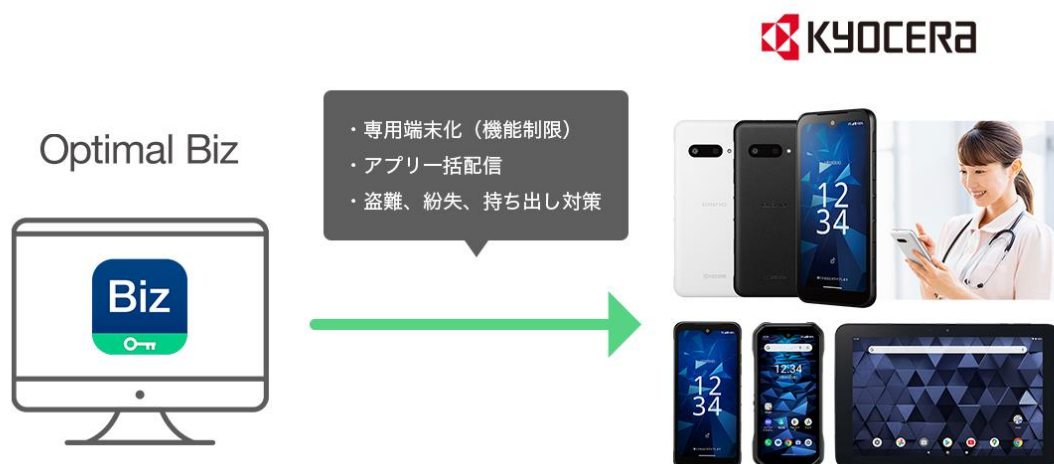 KYOCERA
Optimal Biz
・専用端末化（機能制限）
・アプリ一括配信
・盗難、紛失、持ち出し対策
Biz
12
34
12
34
12:34